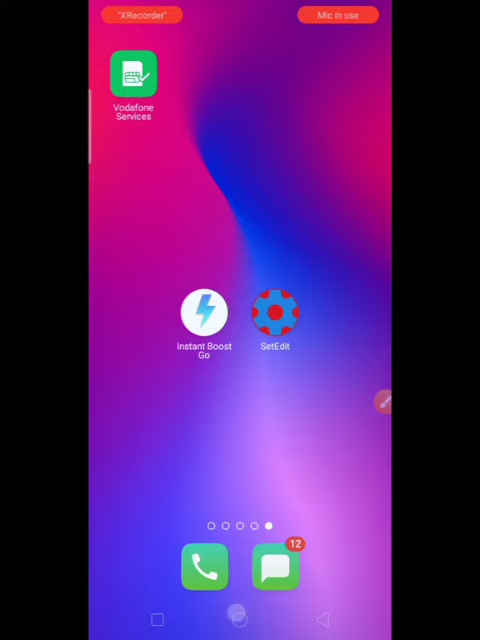 "XRecorder"
Mic in use
Vodafone
Services
Instant Boost
Go
SetEdit
12